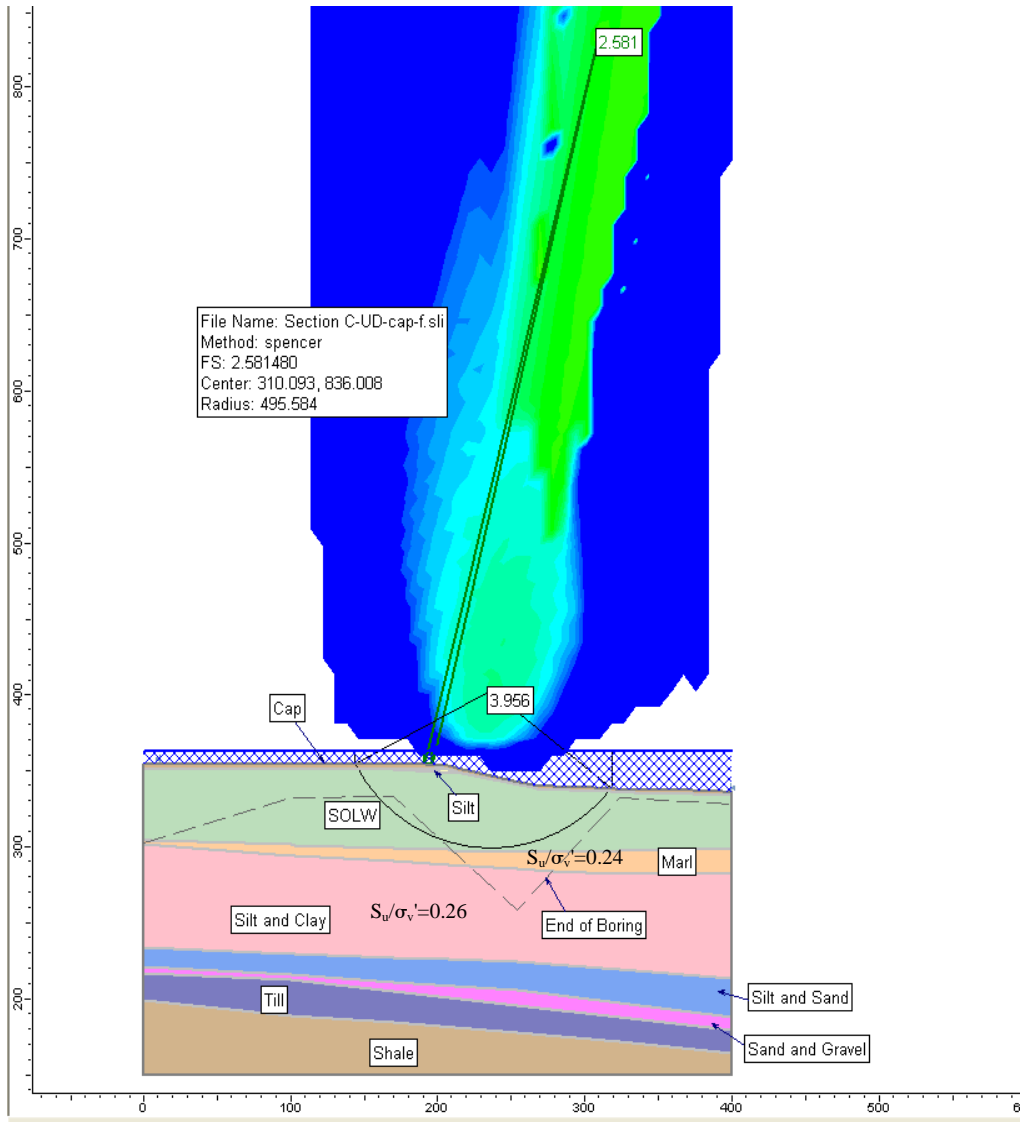 2.581
File Name: Section C-UD-cap-f.sli
Method: spencer
FS: 2.581480
Center: 310.093, 836.008
Radius: 495.584
3.956
Cap
Silt
SOLW
Marl
Su/σv'=0.24
Su/σv'=0.26
Silt and Clay
End of Boring
Silt and Sand
Till
Sand and Gravel
Shale
800
700
600
500
400
300
200
0 100 200 300 400 500